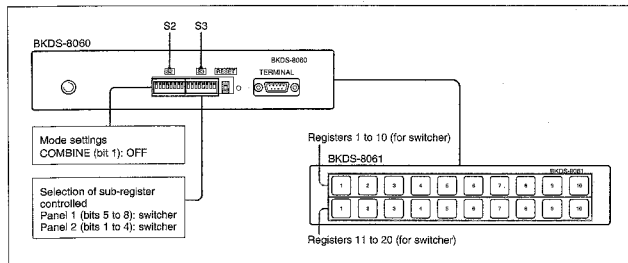 S2 S3
BKDS-8060
BKDS-8060
S2 S3 RESET
TERMINAL
Mode settings
COMBINE (bit 1): OFF
Selection of sub-register
controlled
Panel 1 (bits 5 to 8): switcher
Panel 2 (bits 1 to 4): switcher
Registers 1 to 10 (for switcher)
BKDS-8061
BKDS-8061
1 2 3 4 5 6 7 8 9 10
1 2 3 4 5 6 7 8 9 10
Registers 11 to 20 (for switcher)